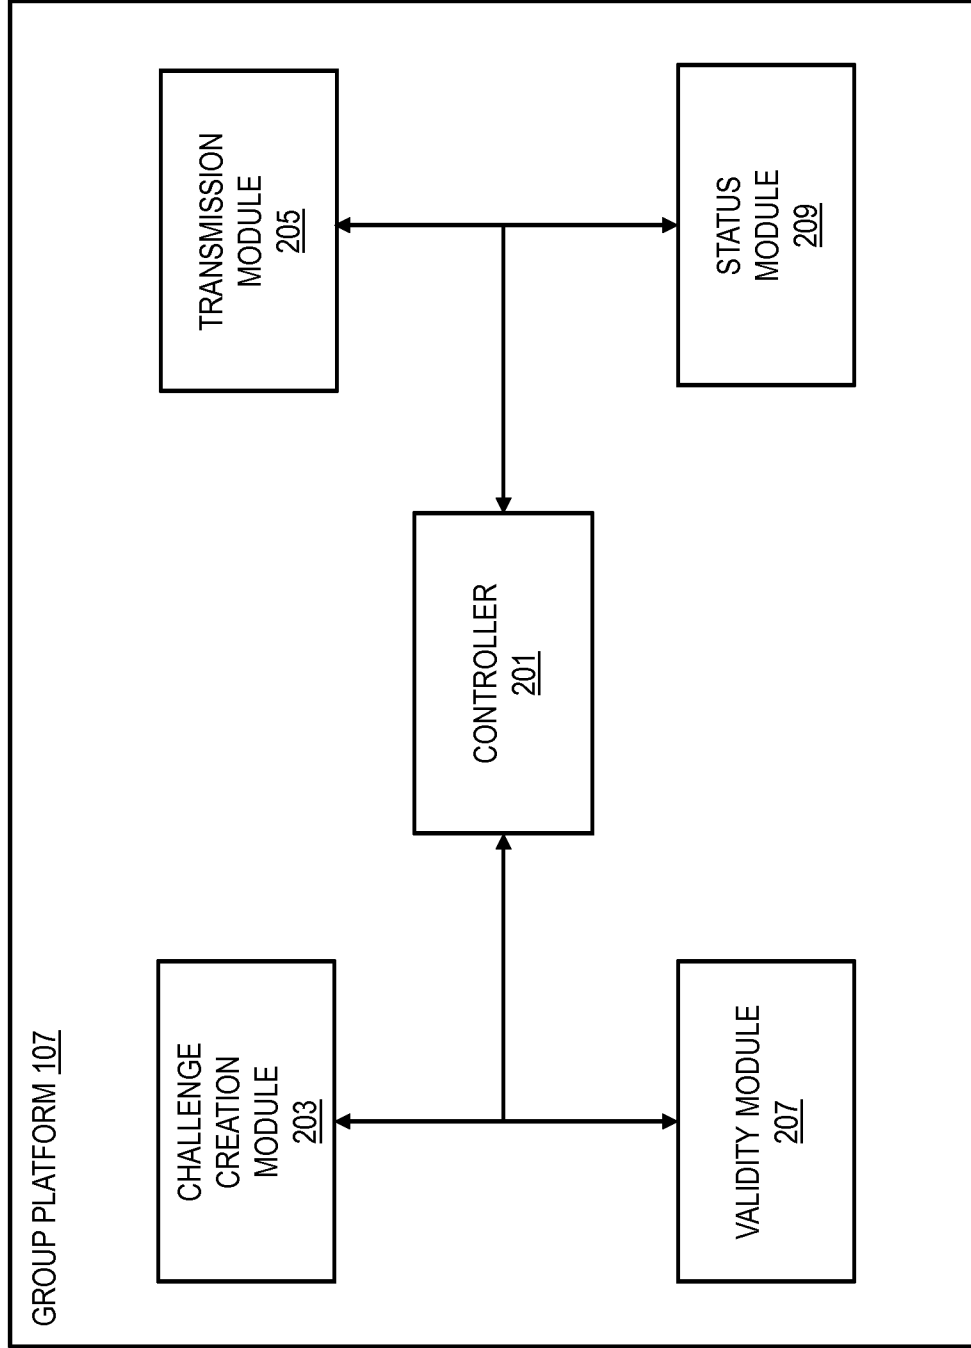 GROUP PLATFORM 107
CHALLENGE
CREATION
MODULE
203
TRANSMISSION
MODULE
205
CONTROLLER
201
VALIDITY MODULE
207
STATUS
MODULE
209